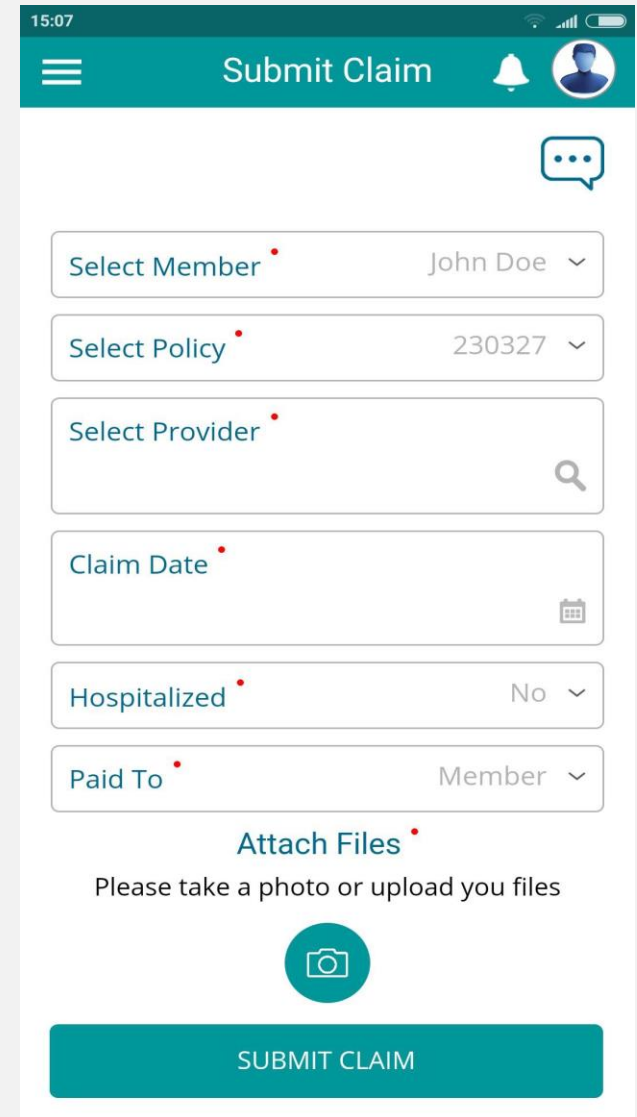 15:07
Submit Claim
Select Member
John Doe
Select Policy
230327
Select Provider
Claim Date
Hospitalized
No
Paid To
Member
Attach Files
Please take a photo or upload you files
SUBMIT CLAIM